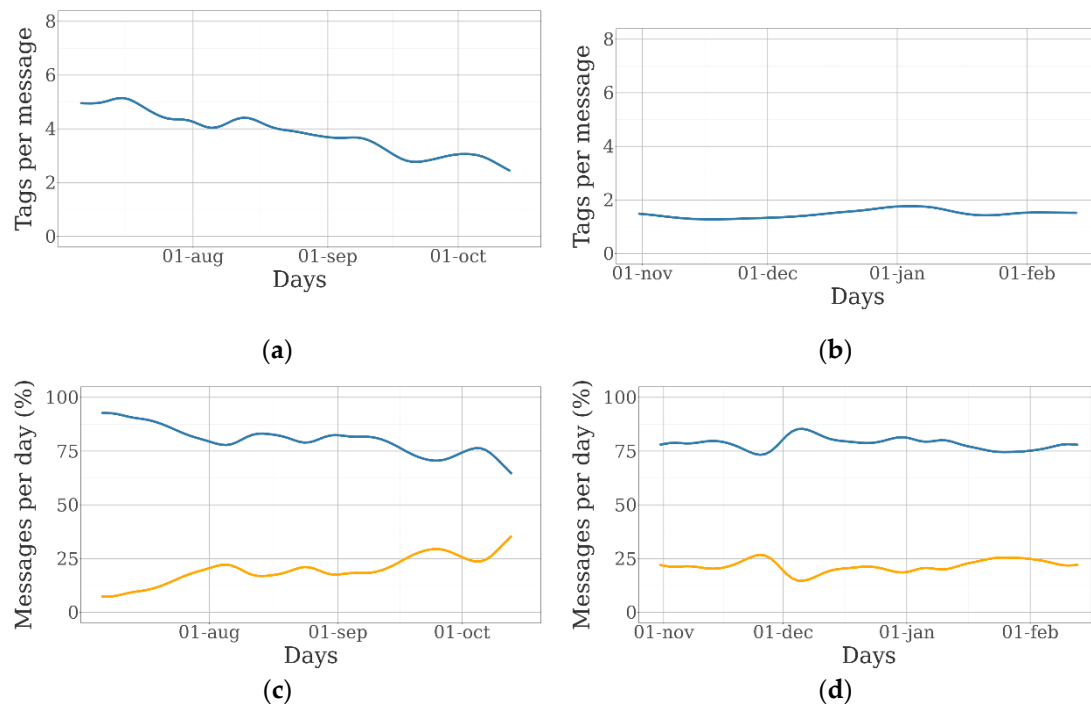 Tags per message
8
6
4
2
0
01-aug 01-sep 01-oct
Days
(a)
Tags per message
8
6
4
2
0
01-nov 01-dec 01-jan 01-feb
Days
(b)
Messages per day (%)
100
75
50
25
0
01-aug 01-sep 01-oct
Days
(c)
Messages per day (%)
100
75
50
25
0
01-nov 01-dec 01-jan 01-feb
Days
(d)